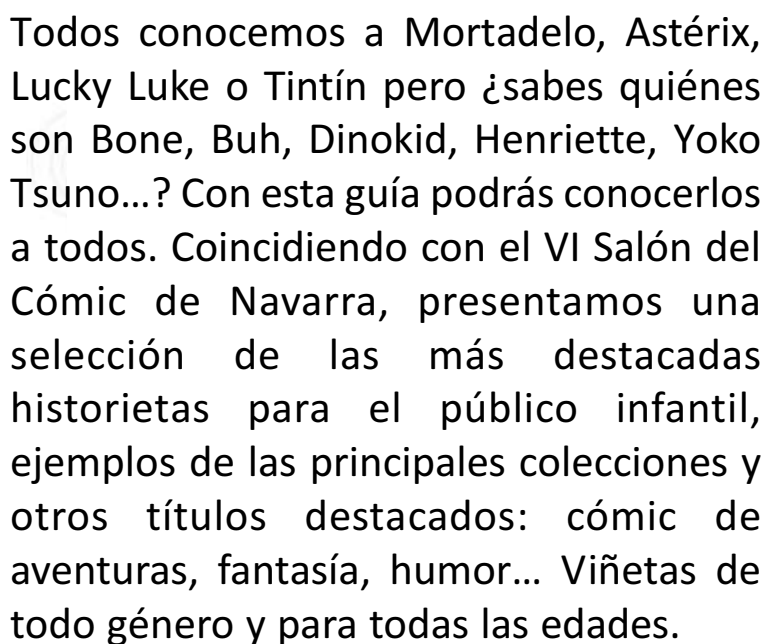 Todos conocemos a Mortadelo, Astérix,
Lucky Luke o Tintín pero ¿sabes quiénes
son Bone, Buh, Dinokid, Henriette, Yoko
Tsuno…? Con esta guía podrás conocerlos
a todos. Coincidiendo con el VI Salón del
Cómic de Navarra, presentamos una
selección de las más destacadas
historietas para el público infantil,
ejemplos de las principales colecciones y
otros títulos destacados: cómic de
aventuras, fantasía, humor… Viñetas de
todo género y para todas las edades.